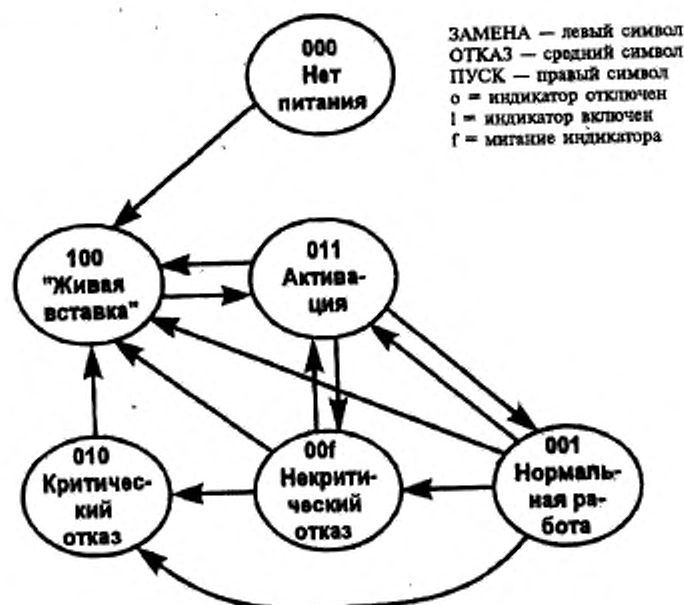 000
Нет
питания
ЗАМЕНА — левый символ
ОТКАЗ — средний символ
ПУСК — правый символ
о = индикатор отключен
1 = индикатор включен
f = мигание индикатора
100
"Живая
вставка"
011
Актива-
ция
010
Критичес-
кий
отказ
00f
Некрити-
ческий
отказ
001
Нормаль-
ная ра-
бота